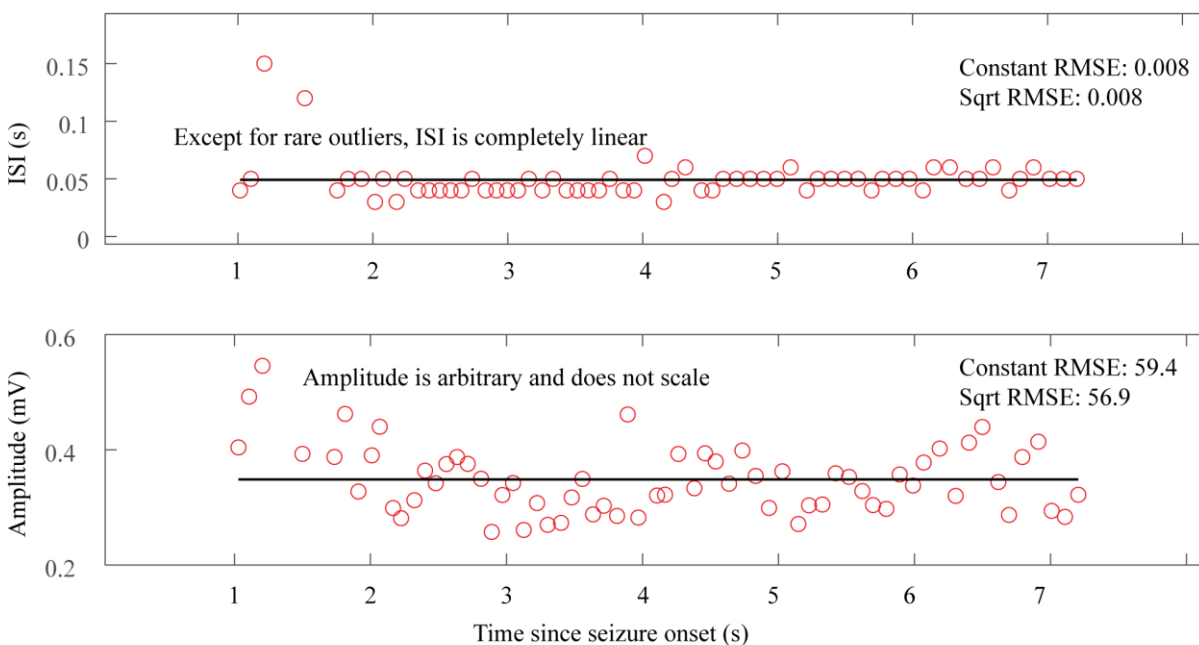 0.15
0.1
0.05
0
ISI (s)
Constant RMSE: 0.008
Sqrt RMSE: 0.008
Except for rare outliers, ISI is completely linear
1 2 3 4 5 6 7
0.6
0.4
0.2
Amplitude (mV)
Constant RMSE: 59.4
Sqrt RMSE: 56.9
Amplitude is arbitrary and does not scale
1 2 3 4 5 6 7
Time since seizure onset (s)